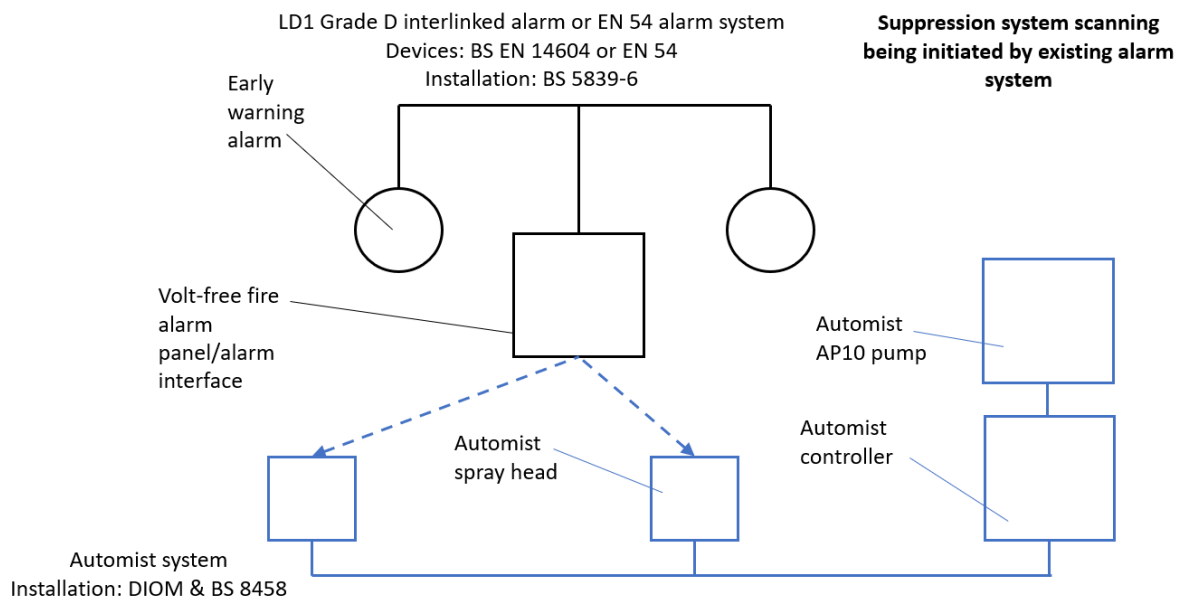 LD1 Grade D interlinked alarm or EN 54 alarm system
Devices: BS EN 14604 or EN 54
Installation: BS 5839-6
Suppression system scanning
being initiated by existing alarm
system
Early
warning
alarm
Volt-free fire
alarm
panel/alarm
interface
Automist
AP10 pump
Automist
spray head
Automist
controller
Automist system
Installation: DIOM & BS 8458